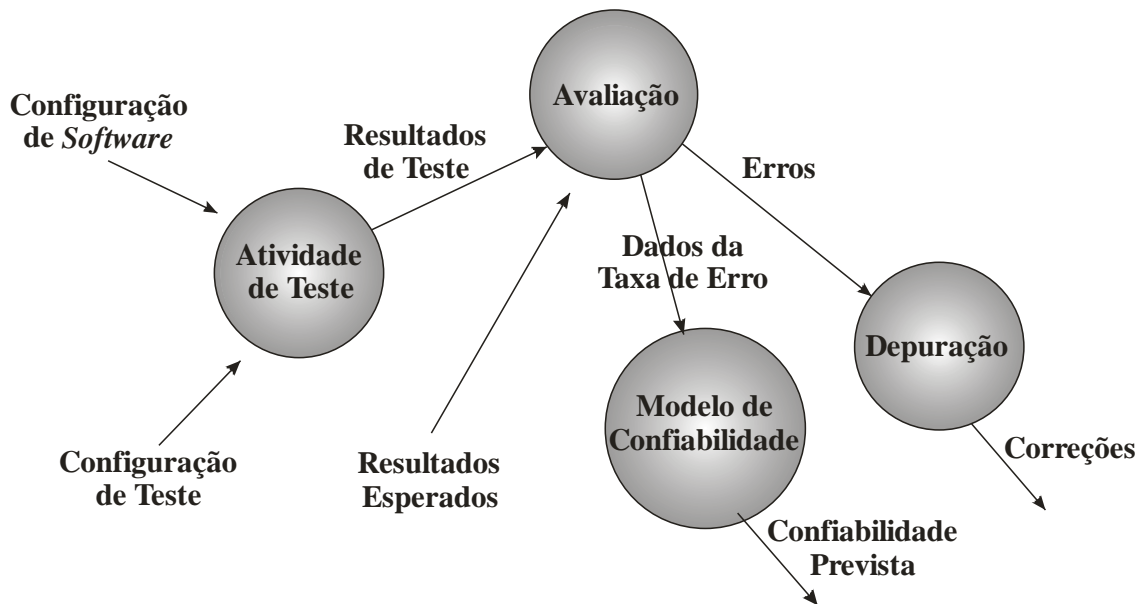 Configuração
de Software
Resultados
de Teste
Avaliação
Erros
Atividade
de Teste
Dados da
Taxa de Erro
Depuração
Modelo de
Confiabilidade
Configuração
de Teste
Resultados
Esperados
Correções
Confiabilidade
Prevista